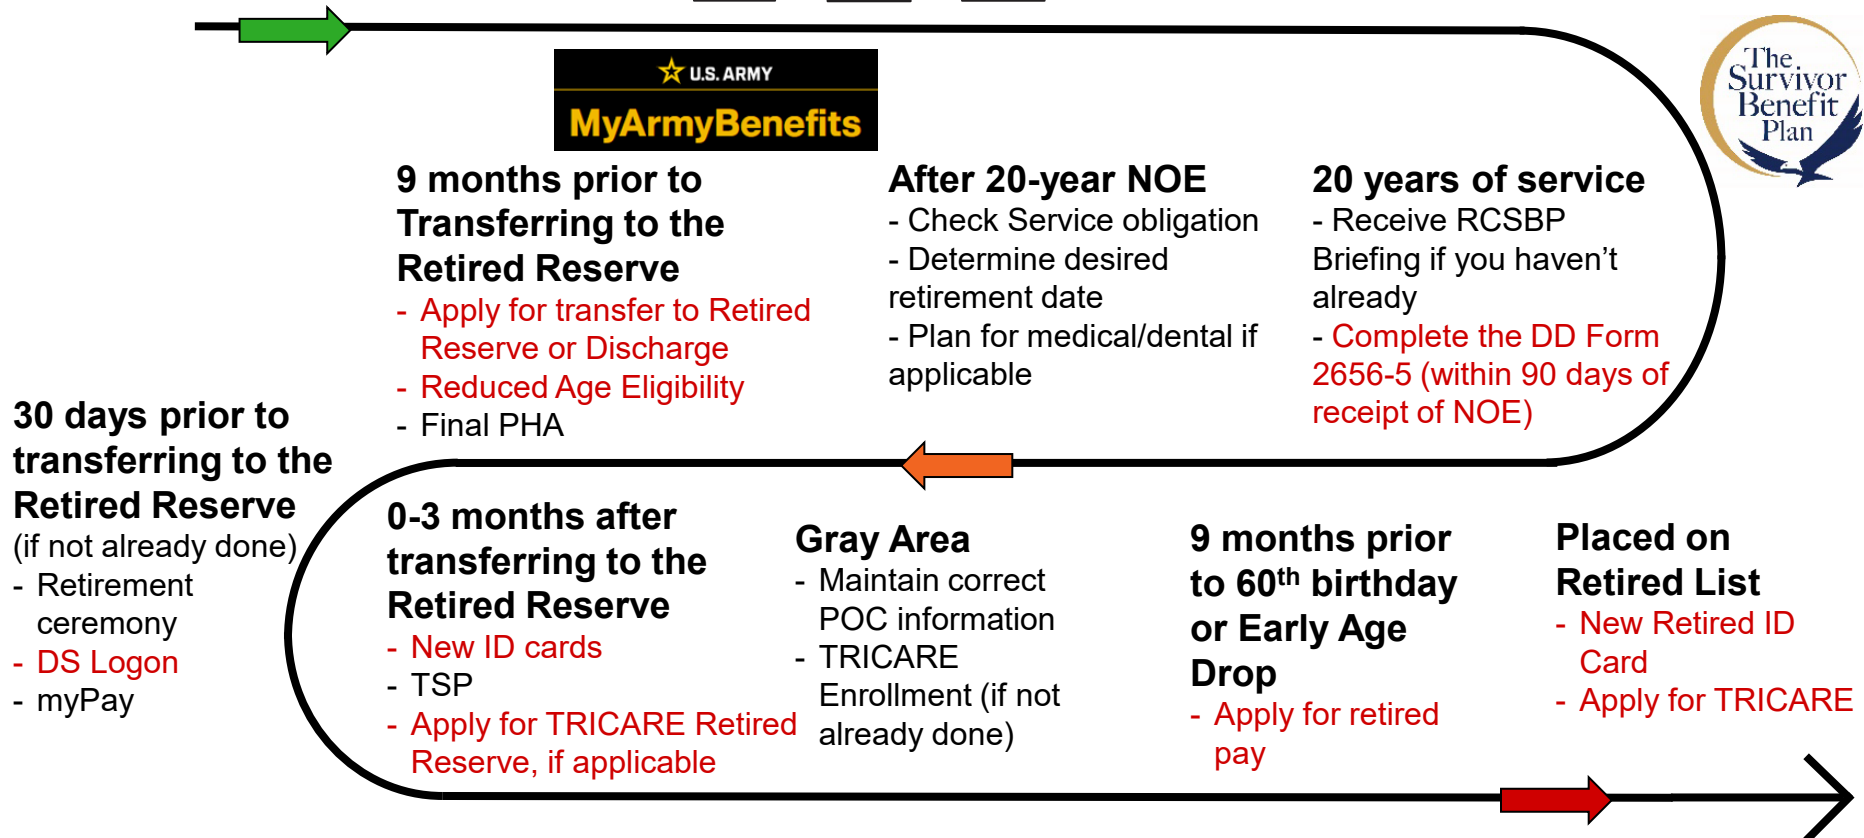 U.S. ARMY
MyArmyBenefits
The
Survivor
Benefit
Plan
20 years of service
- Receive RCSBP
Briefing if you haven’t
already
- Complete the DD Form
2656-5 (within 90 days of
receipt of NOE)
After 20-year NOE
- Check Service obligation
- Determine desired
retirement date
- Plan for medical/dental if
applicable
9 months prior to
Transferring to the
Retired Reserve
- Apply for transfer to Retired
Reserve or Discharge
- Reduced Age Eligibility
- Final PHA
30 days prior to
transferring to the
Retired Reserve
(if not already done)
- Retirement
ceremony
- DS Logon
- myPay
0-3 months after
transferring to the
Retired Reserve
- New ID cards
- TSP
- Apply for TRICARE Retired
Reserve, if applicable
Gray Area
- Maintain correct
POC information
- TRICARE
Enrollment (if not
already done)
9 months prior
to 60th birthday
or Early Age
Drop
- Apply for retired
pay
Placed on
Retired List
- New Retired ID
Card
- Apply for TRICARE